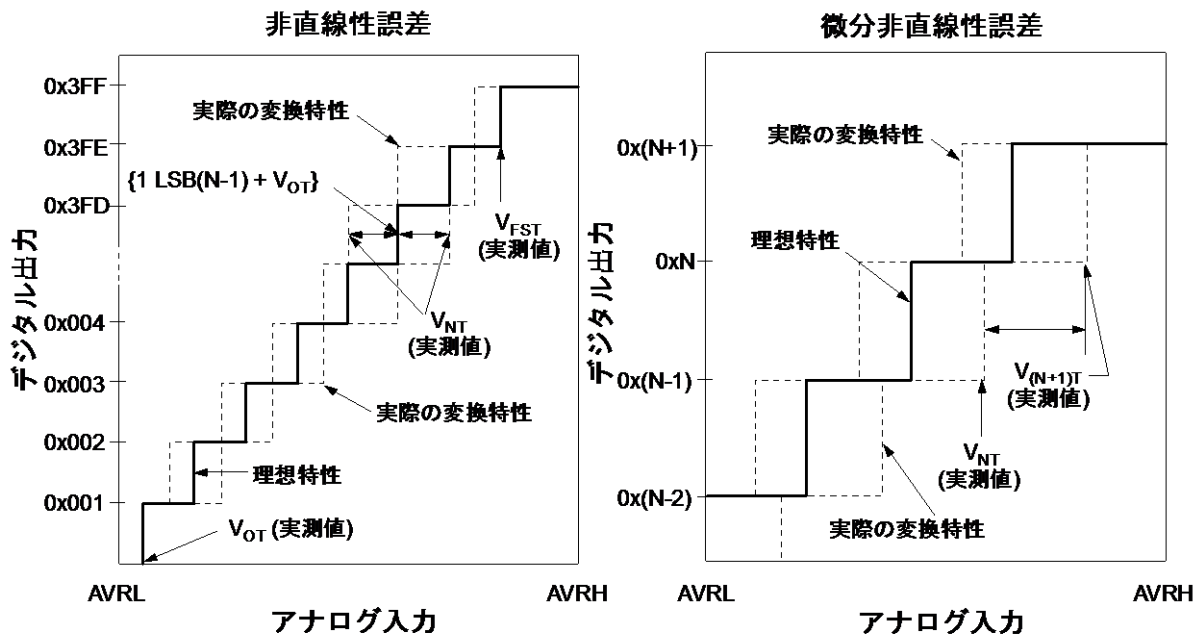 非直線性誤差
0x3FF
0x3FE
0x3FD
0x004
0x003
0x002
0x001
デジタル出力
実際の変換特性
{1 LSB(N-1) + VOT}
VFST
(実測値)
VNT
(実測値)
実際の変換特性
理想特性
VOT (実測値)
AVRL
AVRH
アナログ入力
微分非直線性誤差
0x(N+1)
0xN
0x(N-1)
0x(N-2)
デジタル出力
実際の変換特性
理想特性
V(N+1)T
(実測値)
VNT
(実測値)
実際の変換特性
AVRL
AVRH
アナログ入力